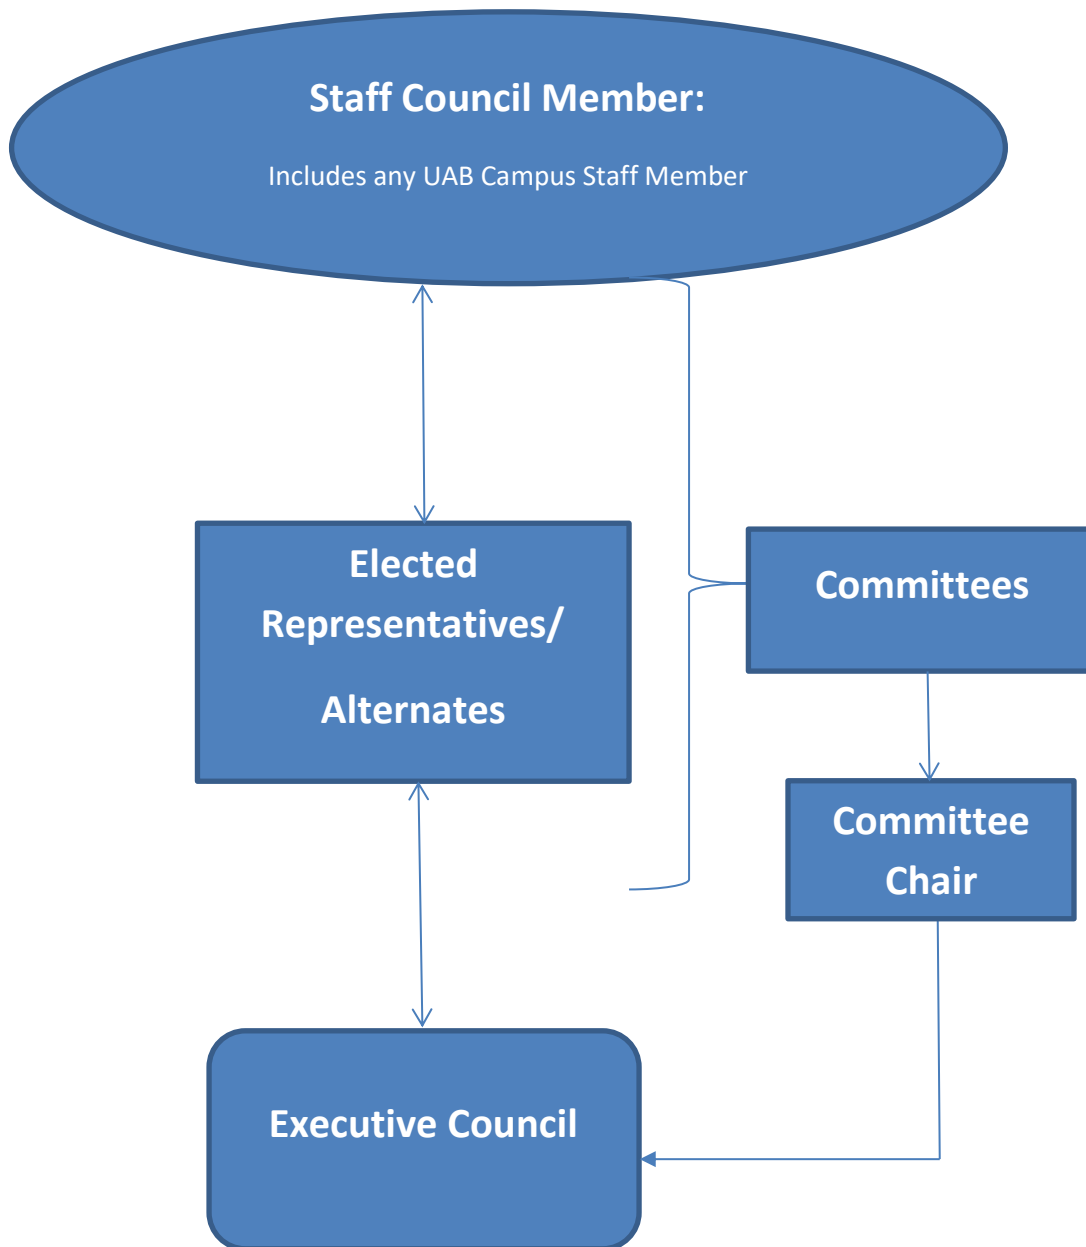 Staff Council Member:
Includes any UAB Campus Staff Member
Elected
Representatives/
Alternates
Committees
Committee
Chair
Executive Council